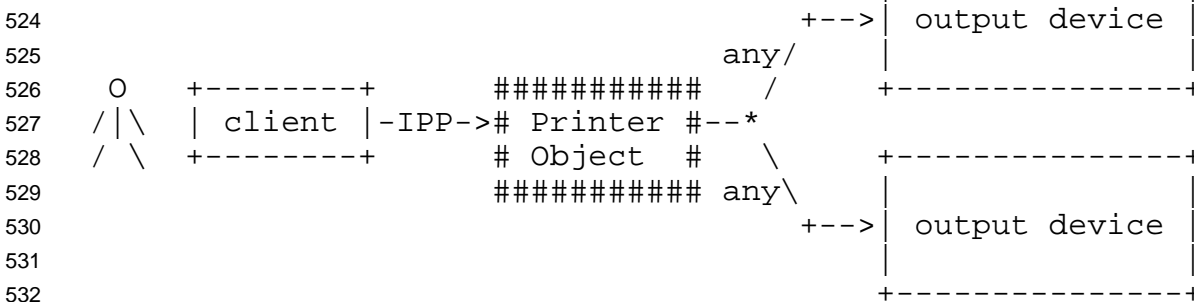 524                                   +-->| output device |
525                               any/    |               |
526    O   +--------+      ###########  /     +---------------+
527   /|\  | client |-IPP-># Printer #--*
528   / \  +--------+      # Object  #   \     +---------------+
529                        ########### any\    |               |
530                                   +-->| output device |
531                                       |               |
532                                       +---------------+